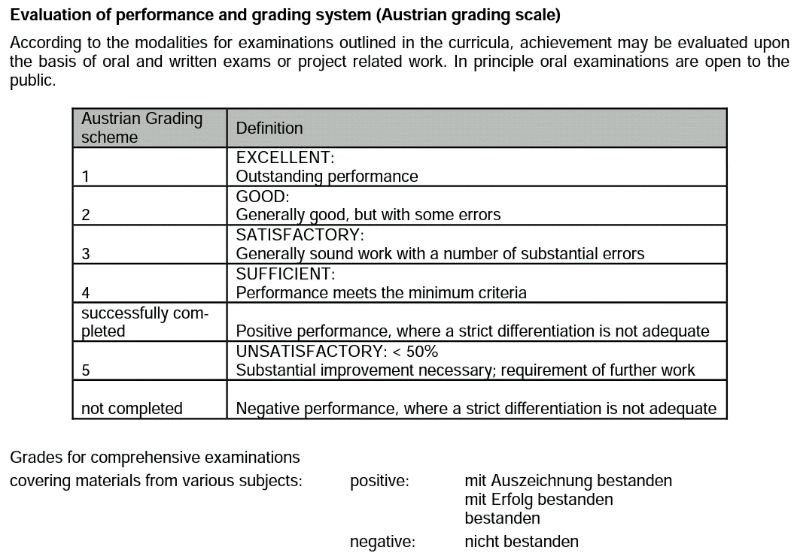 Evaluation of performance and grading system (Austrian grading scale)
According to the modalities for examinations outlined in the curricula, achievement may be evaluated upon
the basis of oral and written exams or project related work. In principle oral examinations are open to the
public.
Austrian Grading
scheme
Definition
1
EXCELLENT:
Outstanding performance
2
GOOD:
Generally good, but with some errors
3
SATISFACTORY:
Generally sound work with a number of substantial errors
4
SUFFICIENT:
Performance meets the minimum criteria
successfully com-
pleted
Positive performance, where a strict differentiation is not adequate
5
UNSATISFACTORY: < 50%
Substantial improvement necessary; requirement of further work
not completed
Negative performance, where a strict differentiation is not adequate
Grades for comprehensive examinations
covering materials from various subjects:
positive:
mit Auszeichnung bestanden
mit Erfolg bestanden
bestanden
negative:
nicht bestanden